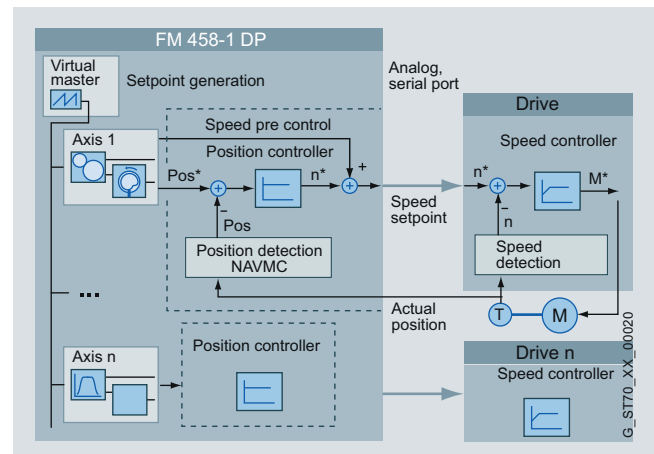 FM 458-1 DP
Virtual
master
Setpoint generation
Analog,
serial port
Drive
Axis 1
Speed pre control
Position controller
Speed controller
Pos*
n*
+
n*
M*
–
Pos
Speed
setpoint
–
n
Position detection
NAVMC
Speed
detection
...
Actual
position
T
M
Axis n
Position controller
Drive n
Speed controller
G_ST70_XX_00020